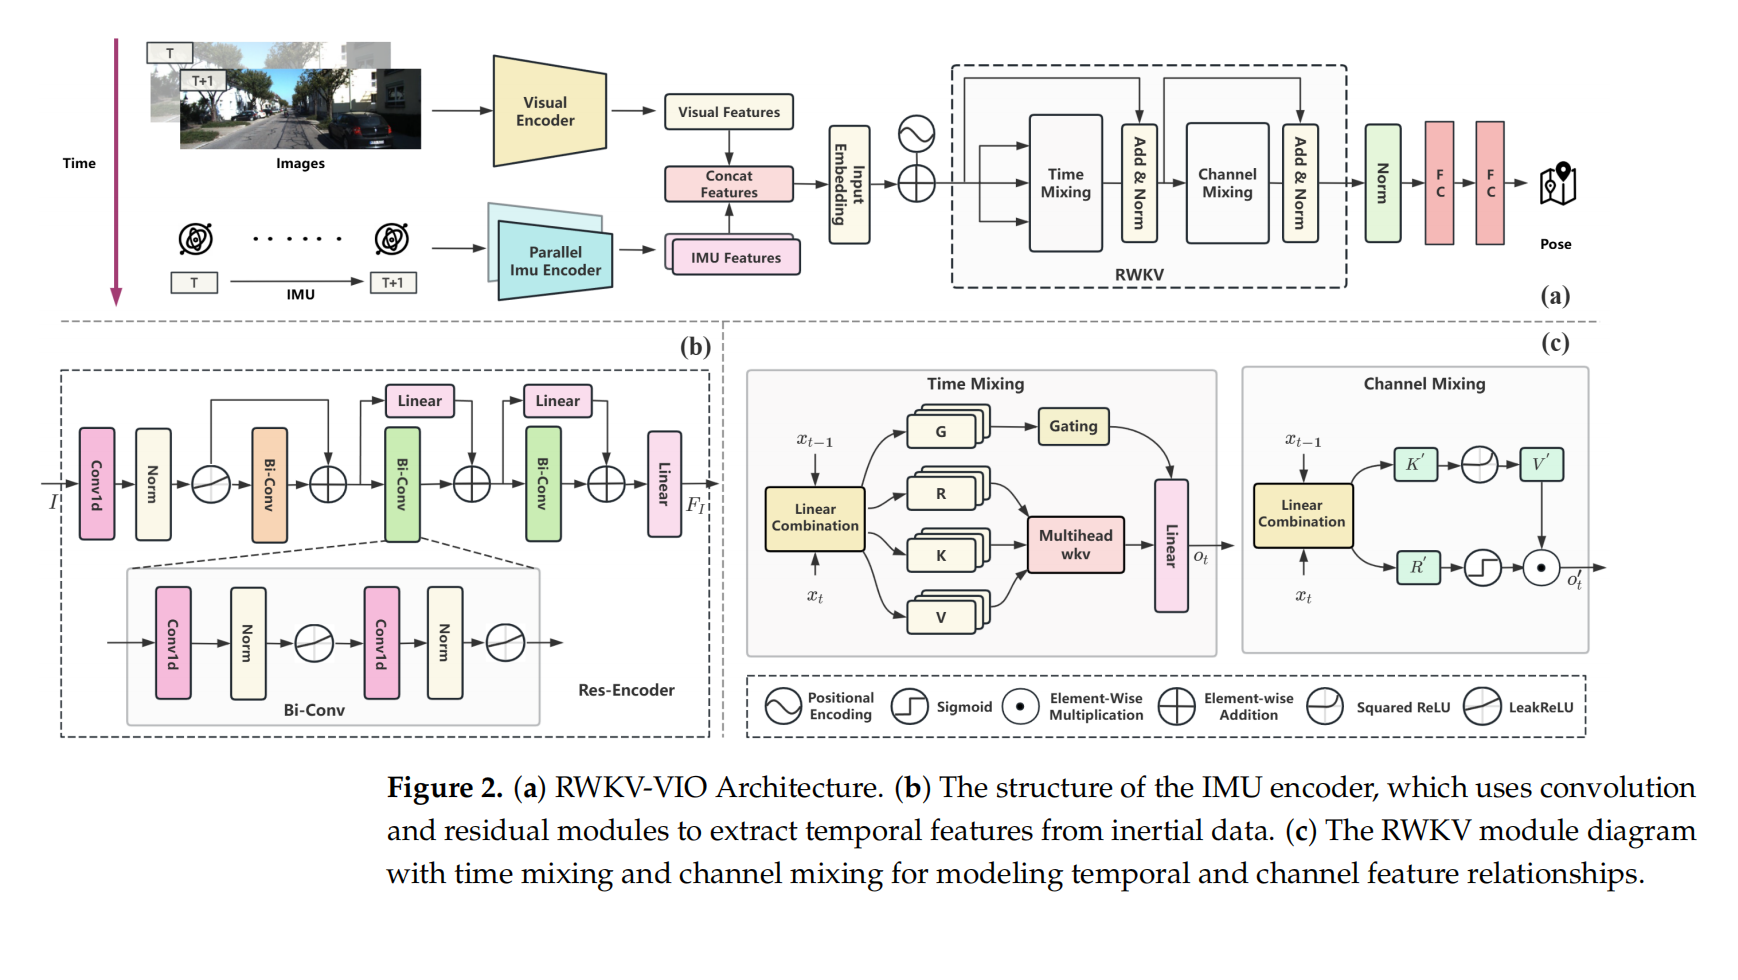 T
T+1
Time
Images
Visual
Encoder
Visual Features
Concat
Features
IMU Features
Parallel
Imu Encoder
T
IMU
T+1
Input
Embedding
Time
Mixing
Add & Norm
Channel
Mixing
Add & Norm
RWKV
Norm
FC
FC
Pose
(a)
(b)
I
Conv1d
Norm
Bi-Conv
Linear
Bi-Conv
Linear
Bi-Conv
Linear
F_I
Conv1d
Norm
Conv1d
Norm
Bi-Conv
Res-Encoder
(c)
Time Mixing
x_{t-1}
Linear
Combination
x_t
G
R
K
V
Gating
Multihead
wkv
Linear
o_t
Channel Mixing
x_{t-1}
Linear
Combination
x_t
K′
V′
R′
o′_t
Positional
Encoding
Sigmoid
Element-Wise
Multiplication
Element-wise
Addition
Squared ReLU
LeakReLU
Figure 2. (a) RWKV-VIO Architecture. (b) The structure of the IMU encoder, which uses convolution
and residual modules to extract temporal features from inertial data. (c) The RWKV module diagram
with time mixing and channel mixing for modeling temporal and channel feature relationships.